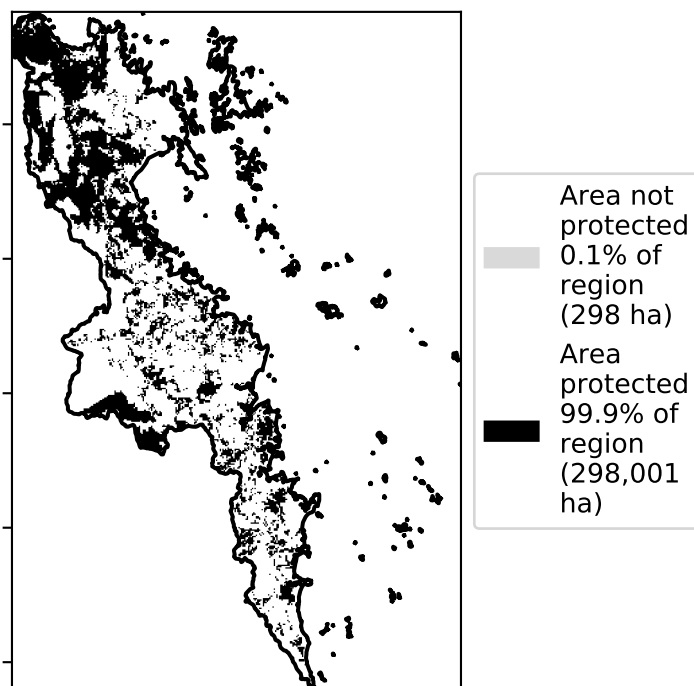 Area not
protected
0.1% of
region
(298 ha)
Area
protected
99.9% of
region
(298,001
ha)